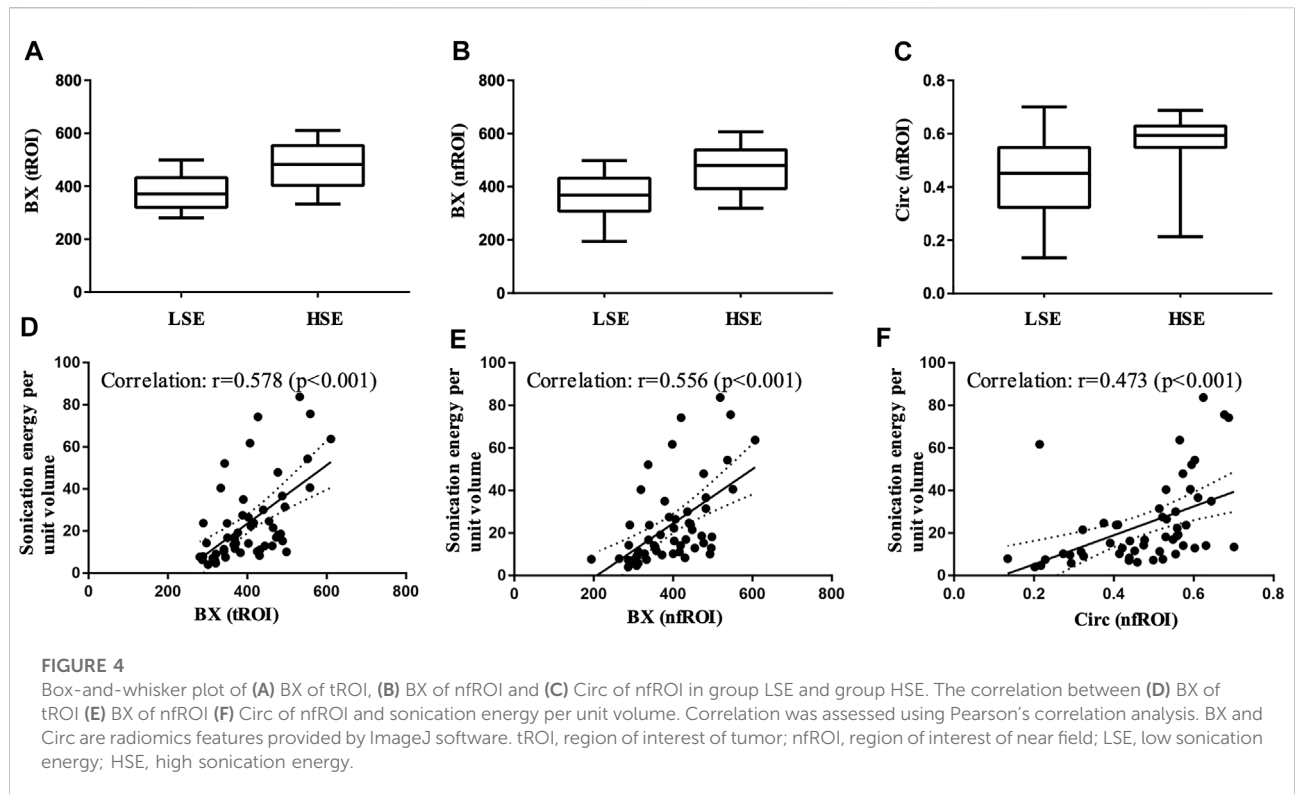 A
B
C
BX (tROI)
800
600
400
200
0
LSE
HSE
BX (nfROI)
800
600
400
200
0
LSE
HSE
Circ (nfROI)
0.8
0.6
0.4
0.2
0.0
LSE
HSE
D
E
F
Sonication energy per
unit volume
100
80
60
40
20
0
Correlation: r=0.578 (p<0.001)
0
200
400
600
800
BX (tROI)
Sonication energy per
unit volume
100
80
60
40
20
0
Correlation: r=0.556 (p<0.001)
0
200
400
600
800
BX (nfROI)
Sonication energy per
unit volume
100
80
60
40
20
0
Correlation: r=0.473 (p<0.001)
0.0
0.2
0.4
0.6
0.8
Circ (nfROI)
FIGURE 4
Box-and-whisker plot of (A) BX of tROI, (B) BX of nfROI and (C) Circ of nfROI in group LSE and group HSE. The correlation between (D) BX of
tROI (E) BX of nfROI (F) Circ of nfROI and sonication energy per unit volume. Correlation was assessed using Pearson's correlation analysis. BX and
Circ are radiomics features provided by ImageJ software. tROI, region of interest of tumor; nfROI, region of interest of near field; LSE, low sonication
energy; HSE, high sonication energy.